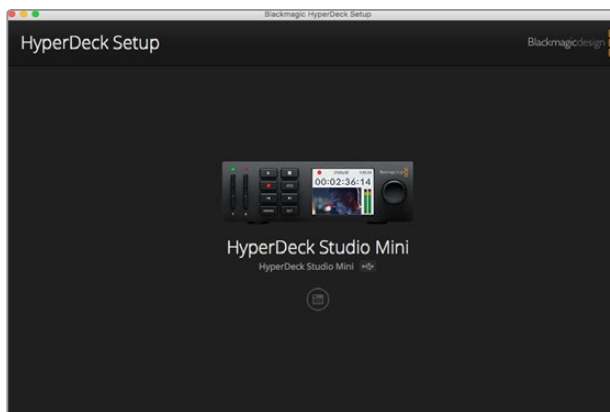 Blackmagic HyperDeck Setup
HyperDeck Setup
Blackmagicdesign
00:02:36:14
HyperDeck Studio Mini
HyperDeck Studio Mini